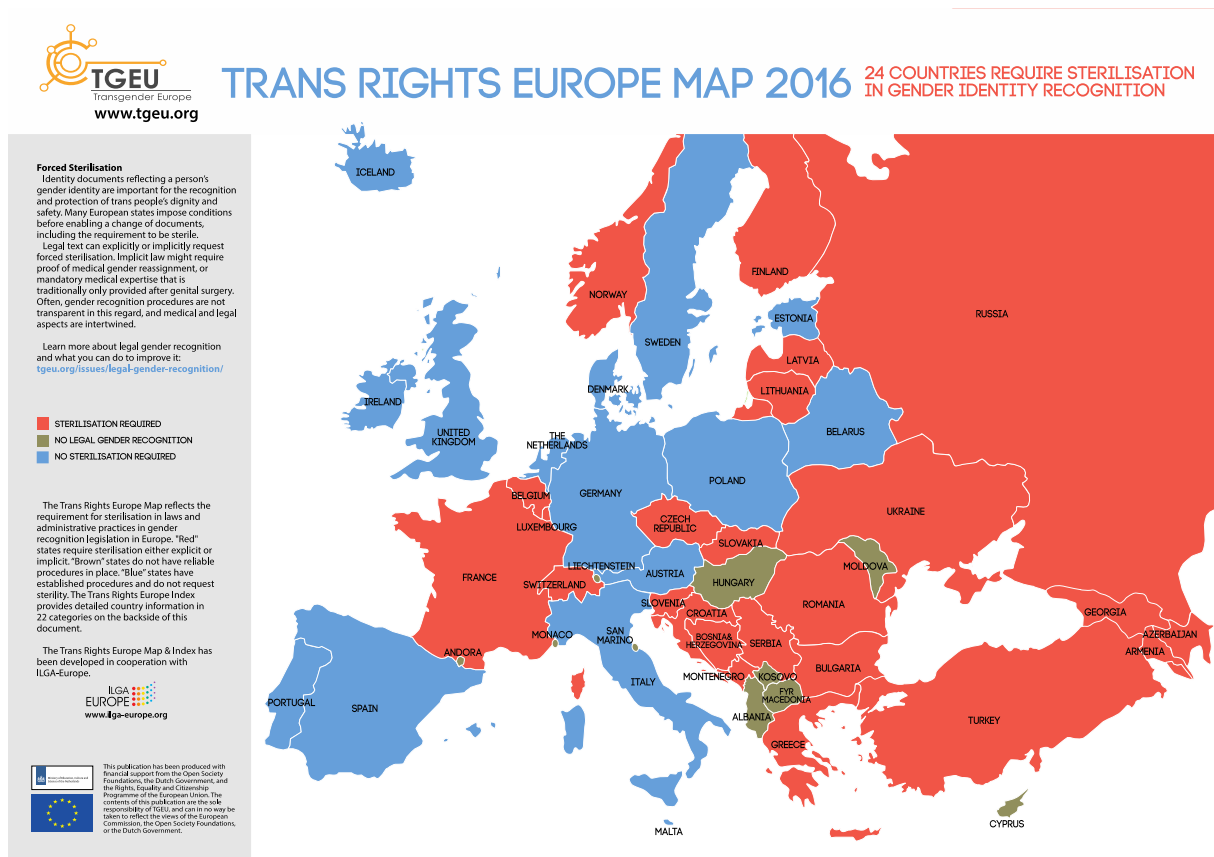 TGEU
Transgender Europe
www.tgeu.org
TRANS RIGHTS EUROPE MAP 2016
24 COUNTRIES REQUIRE STERILISATION
IN GENDER IDENTITY RECOGNITION
Forced Sterilisation
Identity documents reflecting a person's
gender identity are important for the recognition
and protection of trans people's dignity and
safety. Many European states impose conditions
before enabling a change of documents,
including the requirement to be sterile.
Legal text can explicitly or implicitly request
forced sterilisation. Implicit law might require
proof of medical gender reassignment, or
mandatory medical expertise that is
traditionally only provided after genital surgery.
Often, gender recognition procedures are not
transparent in this regard, and medical and legal
aspects are intertwined.
Learn more about legal gender recognition
and what you can do to improve it:
tgeu.org/issues/legal-gender-recognition/
STERILISATION REQUIRED
NO LEGAL GENDER RECOGNITION
NO STERILISATION REQUIRED
The Trans Rights Europe Map reflects the
requirement for sterilisation in laws and
administrative practices in gender
recognition legislation in Europe. "Red"
states require sterilisation either explicit or
implicit. "Brown" states do not have reliable
procedures in place. "Blue" states have
established procedures and do not request
sterility. The Trans Rights Europe Index
provides detailed country information in
22 categories on the backside of this
document.
The Trans Rights Europe Map & Index has
been developed in cooperation with
ILGA-Europe.
ILGA
EUROPE
www.ilga-europe.org
This publication has been produced with
financial support from the Open Society
Foundations, the Dutch Government, and
the Rights, Equality and Citizenship
Programme of the European Union. The
contents of this publication are the sole
responsibility of TGEU, and can in no way be
taken to reflect the views of the European
Commission, the Open Society Foundations,
or the Dutch Government.
ICELAND
NORWAY
SWEDEN
FINLAND
RUSSIA
ESTONIA
LATVIA
LITHUANIA
DENMARK
IRELAND
UNITED
KINGDOM
THE
NETHERLANDS
BELARUS
BELGIUM
GERMANY
POLAND
LUXEMBOURG
CZECH
REPUBLIC
UKRAINE
SLOVAKIA
FRANCE
LIECHTENSTEIN
SWITZERLAND
AUSTRIA
HUNGARY
MOLDOVA
SLOVENIA
CROATIA
ROMANIA
MONACO
SAN
MARINO
BOSNIA&
HERZEGOVINA
SERBIA
GEORGIA
AZERBAIJAN
ARMENIA
ANDORA
ITALY
MONTENEGRO
KOSOVO
BULGARIA
FYR
MACEDONIA
PORTUGAL
SPAIN
ALBANIA
GREECE
TURKEY
MALTA
CYPRUS